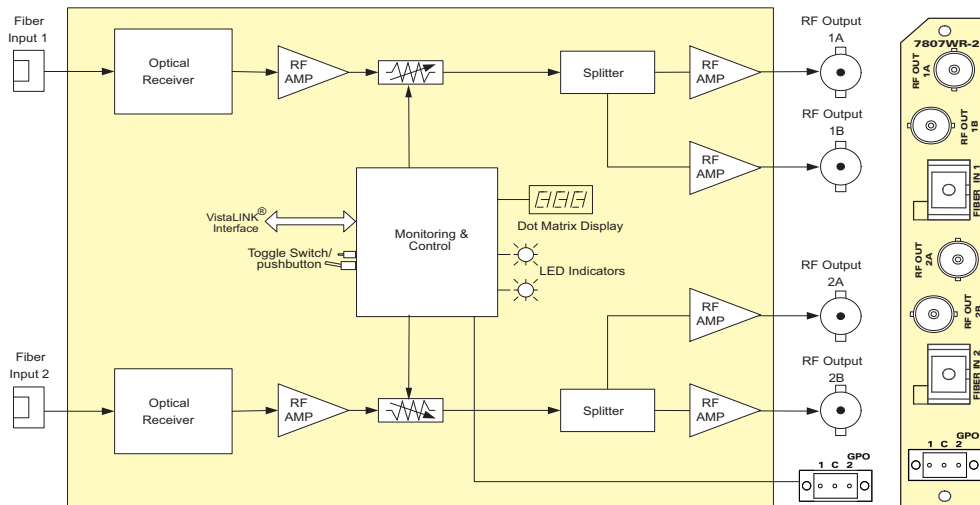 Fiber
Input 1
Optical
Receiver
RF
AMP
Splitter
RF
AMP
RF Output
1A
RF
AMP
RF Output
1B
VistaLINK®
Interface
Toggle Switch/
pushbutton
Monitoring &
Control
Dot Matrix Display
LED Indicators
Fiber
Input 2
Optical
Receiver
RF
AMP
Splitter
RF
AMP
RF Output
2A
RF
AMP
RF Output
2B
GPO
1 C 2
7807WR-2
RF OUT
1A
RF OUT
1B
FIBER IN 1
RF OUT
2A
RF OUT
2B
FIBER IN 2
GPO
1 C 2